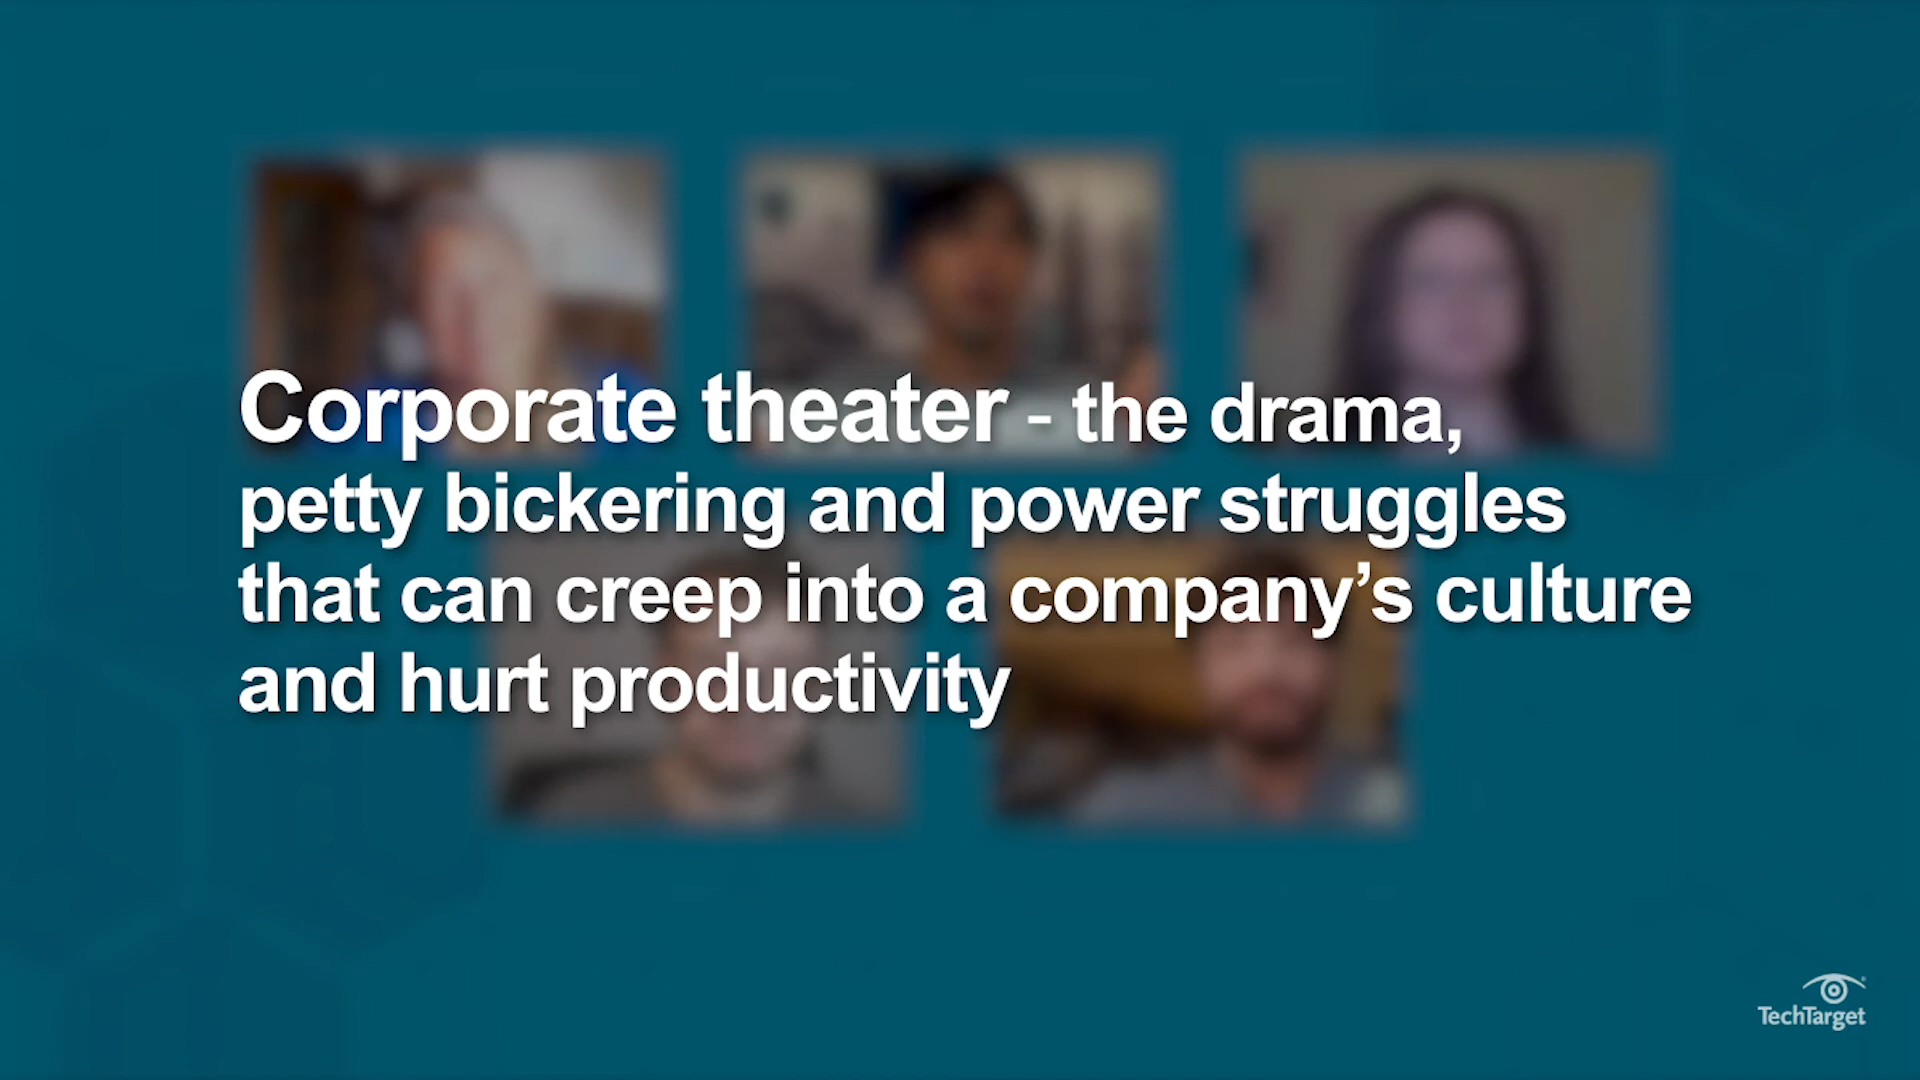 Corporate theater - the drama,
petty bickering and power struggles
that can creep into a company’s culture
and hurt productivity
TechTarget